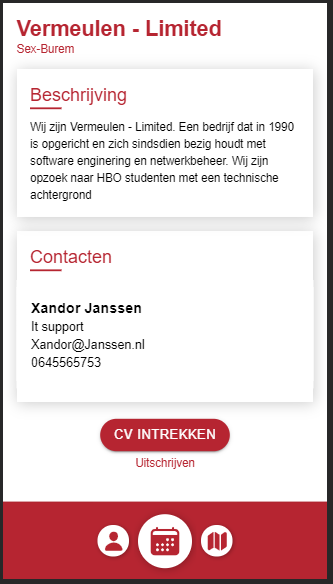 Vermeulen - Limited
Sex-Burem
Beschrijving
Wij zijn Vermeulen - Limited. Een bedrijf dat in 1990
is opgericht en zich sindsdien bezig houdt met
software enginering en netwerkbeheer. Wij zijn
opzoek naar HBO studenten met een technische
achtergrond
Contacten
Xandor Janssen
It support
Xandor@Janssen.nl
0645565753
CV INTREKKEN
Uitschrijven